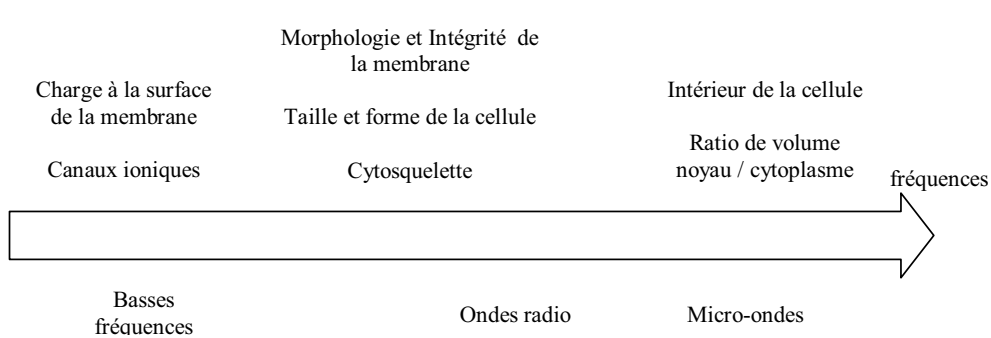 Morphologie et Intégrité de
la membrane
Charge à la surface
de la membrane
Intérieur de la cellule
Taille et forme de la cellule
Ratio de volume
noyau / cytoplasme
Canaux ioniques
Cytosquelette
fréquences
Basses
fréquences
Ondes radio
Micro-ondes